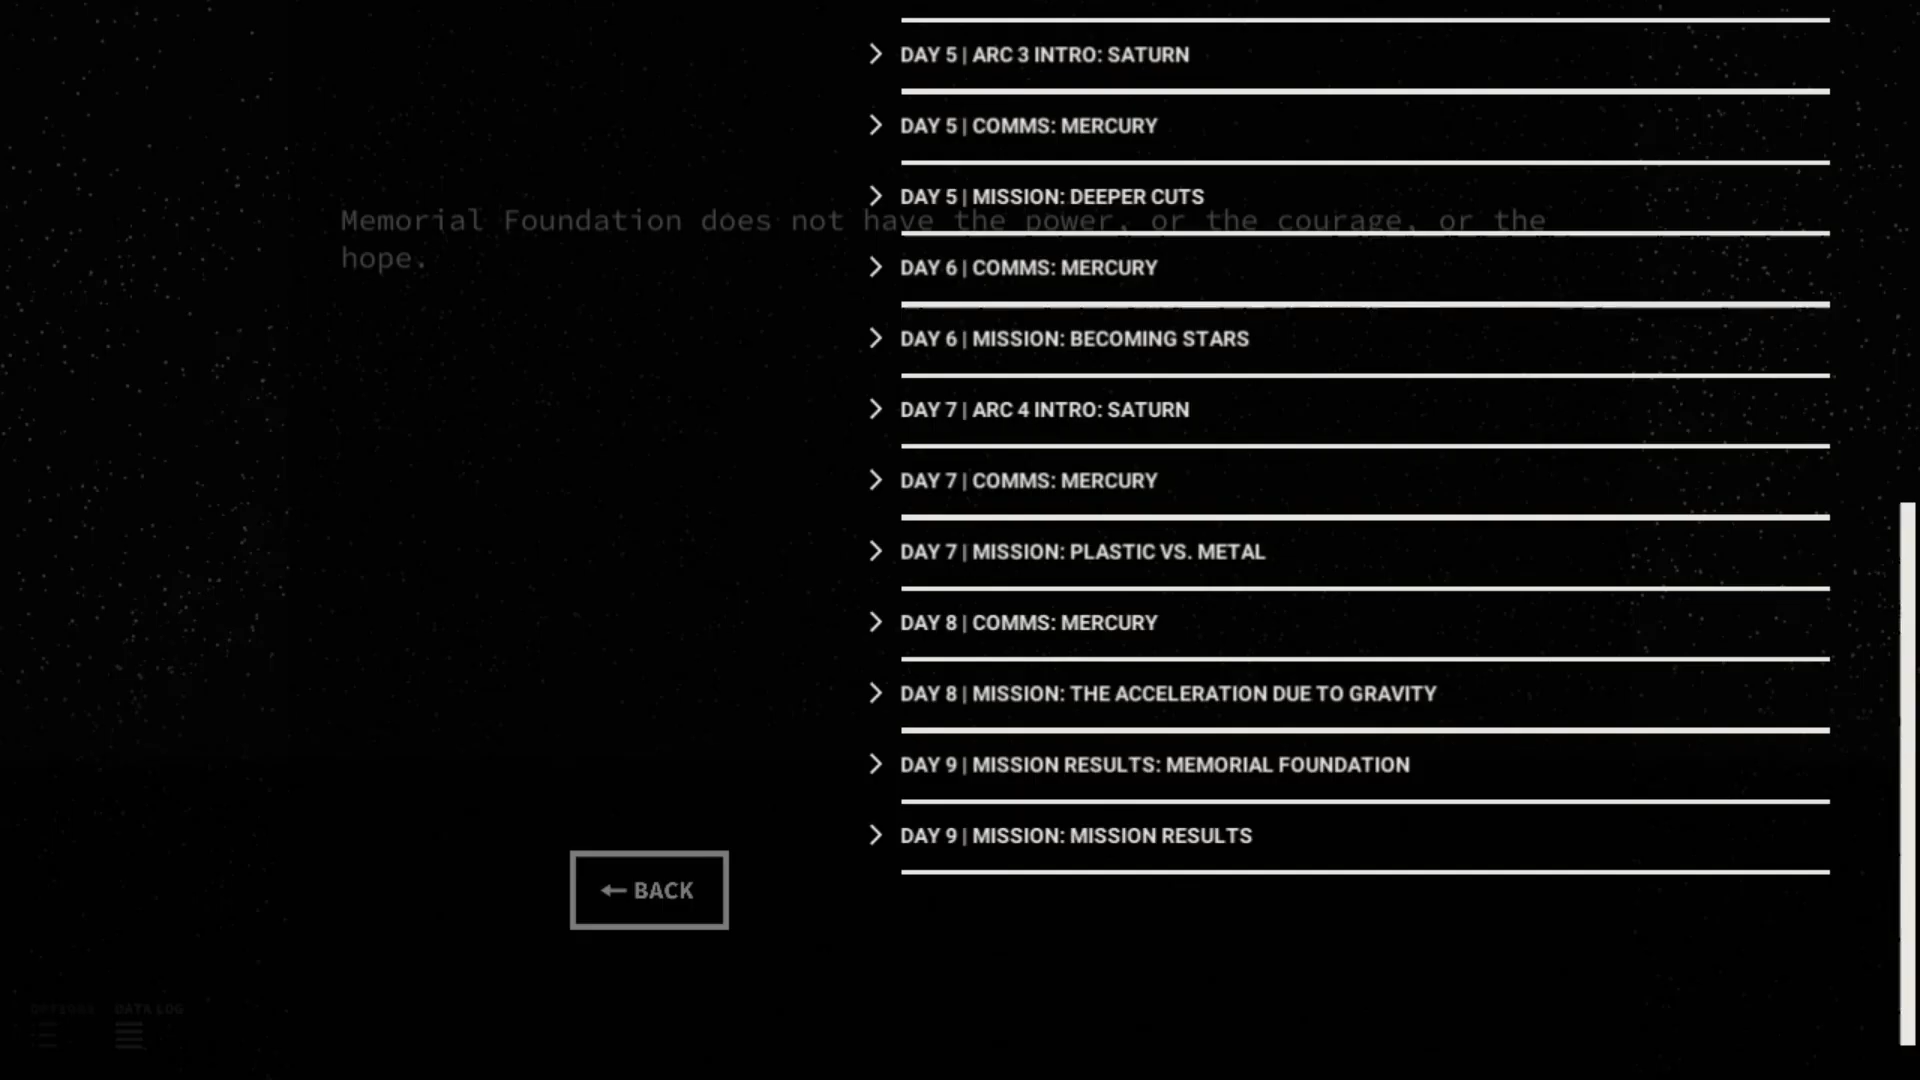 DAY 5 | ARC 3 INTRO: SATURN
DAY 5 | COMMS: MERCURY
DAY 5 | MISSION: DEEPER CUTS
Memorial Foundation does not have the power, or the courage, or the
hope.
DAY 6 | COMMS: MERCURY
DAY 6 | MISSION: BECOMING STARS
DAY 7 | ARC 4 INTRO: SATURN
DAY 7 | COMMS: MERCURY
DAY 7 | MISSION: PLASTIC VS. METAL
DAY 8 | COMMS: MERCURY
DAY 8 | MISSION: THE ACCELERATION DUE TO GRAVITY
DAY 9 | MISSION RESULTS: MEMORIAL FOUNDATION
DAY 9 | MISSION: MISSION RESULTS
← BACK
OPTIONS DATA LOG